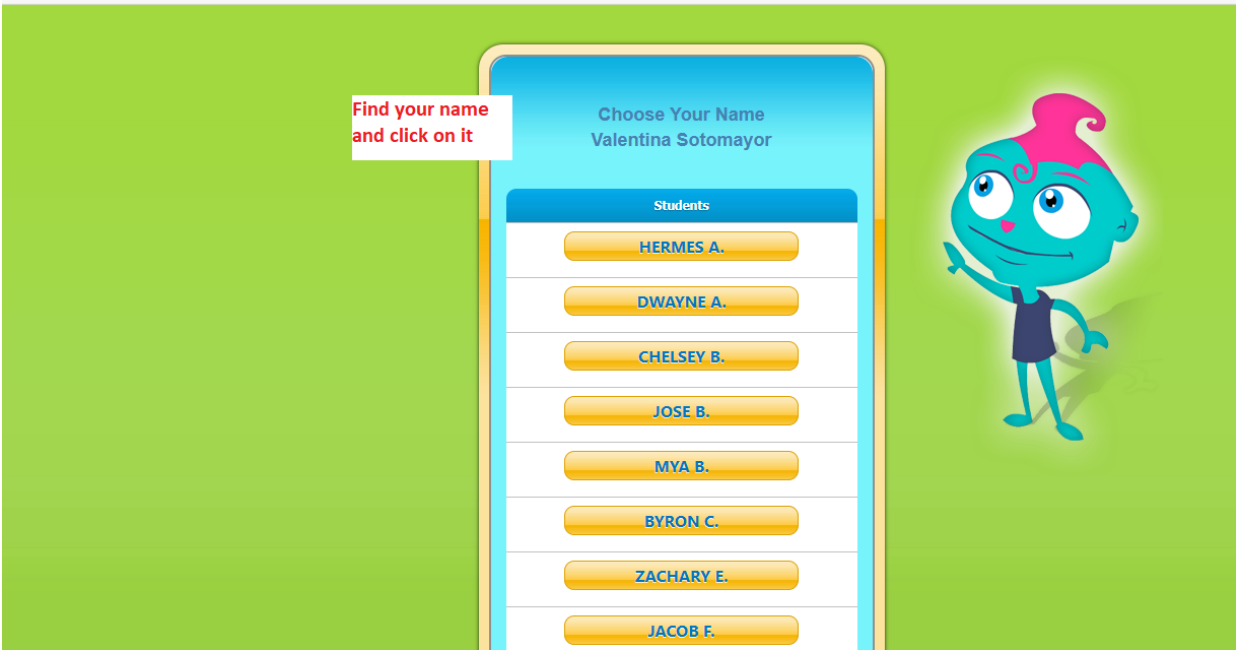 Find your name
and click on it
Choose Your Name
Valentina Sotomayor
Students
HERMES A.
DWAYNE A.
CHELSEY B.
JOSE B.
MYA B.
BYRON C.
ZACHARY E.
JACOB F.